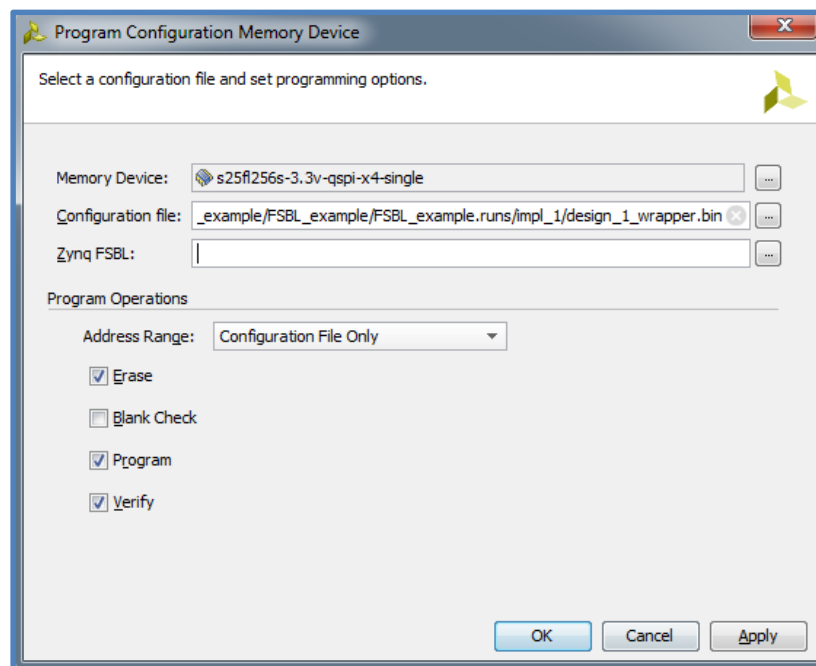 Program Configuration Memory Device
Select a configuration file and set programming options.
Memory Device: s25fl256s-3.3v-qspi-x4-single ...
Configuration file: _example/FSBL_example/FSBL_example.runs/impl_1/design_1_wrapper.bin ...
Zynq FSBL: ...
Program Operations
Address Range: Configuration File Only
Erase
Blank Check
Program
Verify
OK Cancel Apply